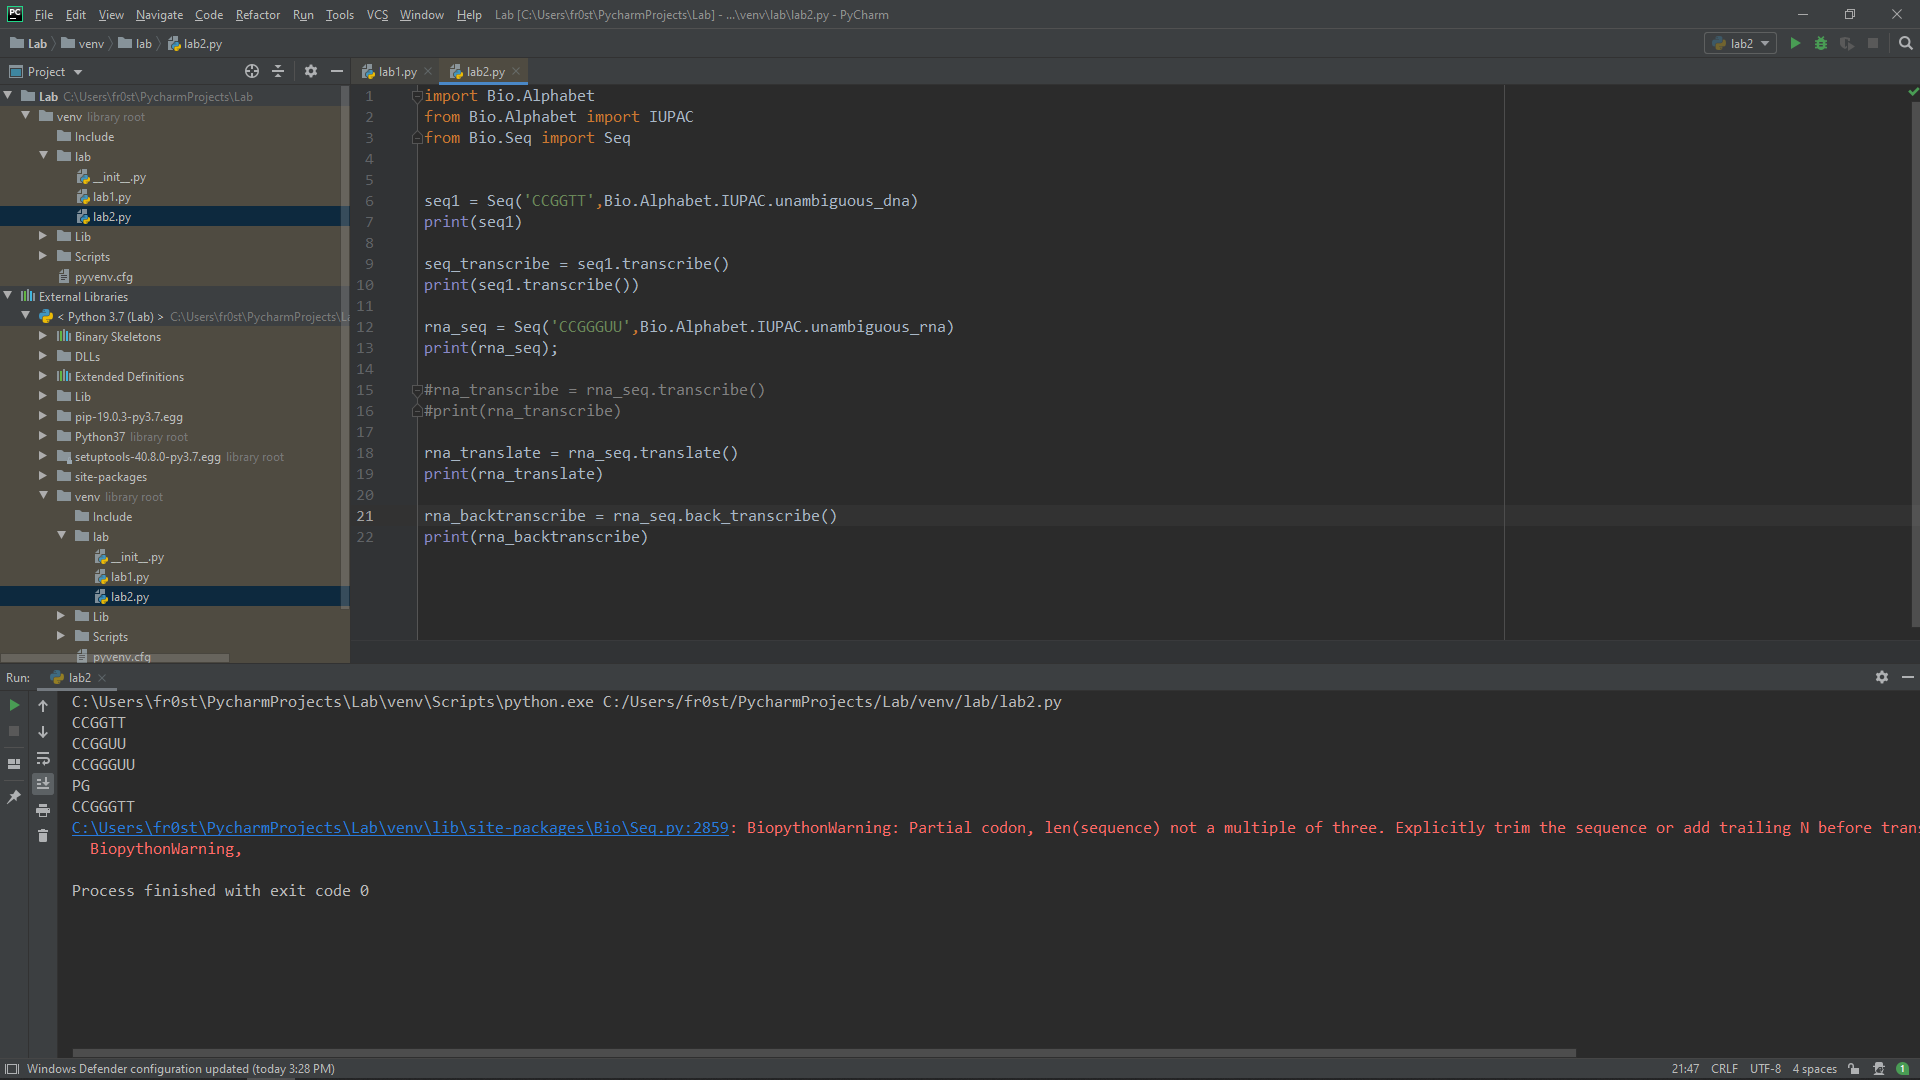 PC File Edit View Navigate Code Refactor Run Tools VCS Window Help Lab [C:\Users\fr0st\PycharmProjects\Lab] - ...\venv\lab\lab2.py - PyCharm
Lab venv lab lab2.py lab2
Project lab1.py lab2.py
Lab C:\Users\fr0st\PycharmProjects\Lab
venv library root
Include
lab
__init__.py
lab1.py
lab2.py
Lib
Scripts
pyvenv.cfg
External Libraries
< Python 3.7 (Lab) > C:\Users\fr0st\PycharmProjects\L
Binary Skeletons
DLLs
Extended Definitions
Lib
pip-19.0.3-py3.7.egg
Python37 library root
setuptools-40.8.0-py3.7.egg library root
site-packages
venv library root
Include
lab
__init__.py
lab1.py
lab2.py
Lib
Scripts
pyvenv.cfg
1 import Bio.Alphabet
2 from Bio.Alphabet import IUPAC
3 from Bio.Seq import Seq
4
5
6 seq1 = Seq('CCGGTT',Bio.Alphabet.IUPAC.unambiguous_dna)
7 print(seq1)
8
9 seq_transcribe = seq1.transcribe()
10 print(seq1.transcribe())
11
12 rna_seq = Seq('CCGGGUU',Bio.Alphabet.IUPAC.unambiguous_rna)
13 print(rna_seq);
14
15 #rna_transcribe = rna_seq.transcribe()
16 #print(rna_transcribe)
17
18 rna_translate = rna_seq.translate()
19 print(rna_translate)
20
21 rna_backtranscribe = rna_seq.back_transcribe()
22 print(rna_backtranscribe)
Run: lab2
C:\Users\fr0st\PycharmProjects\Lab\venv\Scripts\python.exe C:/Users/fr0st/PycharmProjects/Lab/venv/lab/lab2.py
CCGGTT
CCGGUU
CCGGGUU
PG
CCGGGTT
C:\Users\fr0st\PycharmProjects\Lab\venv\lib\site-packages\Bio\Seq.py:2859: BiopythonWarning: Partial codon, len(sequence) not a multiple of three. Explicitly trim the sequence or add trailing N before trans
BiopythonWarning,
Process finished with exit code 0
Windows Defender configuration updated (today 3:28 PM) 21:47 CRLF UTF-8 4 spaces 1